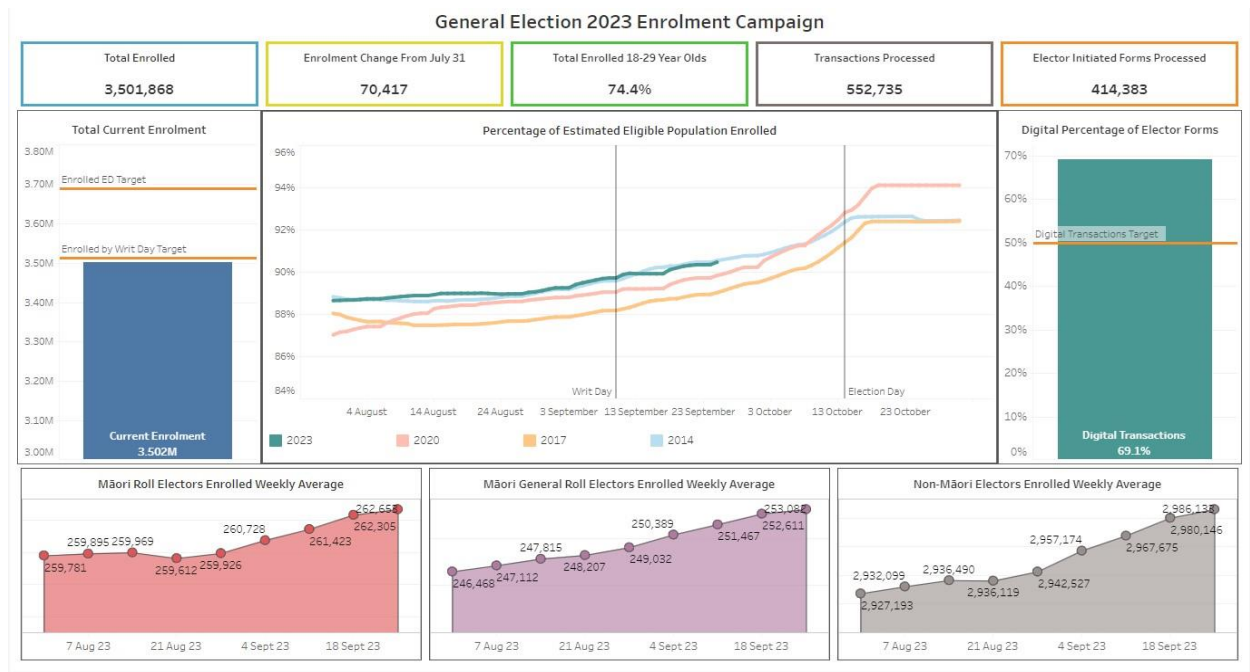 General Election 2023 Enrolment Campaign
Total Enrolled
3,501,868
Enrolment Change From July 31
70,417
Total Enrolled 18-29 Year Olds
74.4%
Transactions Processed
552,735
Elector Initiated Forms Processed
414,383
Total Current Enrolment
3.80M
3.70M
3.60M
3.50M
3.40M
3.30M
3.20M
3.10M
3.00M
Enrolled ED Target
Enrolled by Writ Day Target
Current Enrolment
3.502M
Percentage of Estimated Eligible Population Enrolled
96%
94%
92%
90%
88%
86%
84%
Writ Day
Election Day
4 August 14 August 24 August 3 September 13 September 23 September 3 October 13 October 23 October
2023 2020 2017 2014
Digital Percentage of Elector Forms
70%
60%
50%
40%
30%
20%
10%
0%
Digital Transactions Target
Digital Transactions
69.1%
Māori Roll Electors Enrolled Weekly Average
259,781
259,895
259,969
259,612
259,926
260,728
261,423
262,305
262,653
7 Aug 23 21 Aug 23 4 Sept 23 18 Sept 23
Māori General Roll Electors Enrolled Weekly Average
246,468
247,112
247,815
248,207
249,032
250,389
251,467
252,611
253,082
7 Aug 23 21 Aug 23 4 Sept 23 18 Sept 23
Non-Māori Electors Enrolled Weekly Average
2,927,193
2,932,099
2,936,490
2,936,119
2,942,527
2,957,174
2,967,675
2,980,146
2,986,133
7 Aug 23 21 Aug 23 4 Sept 23 18 Sept 23